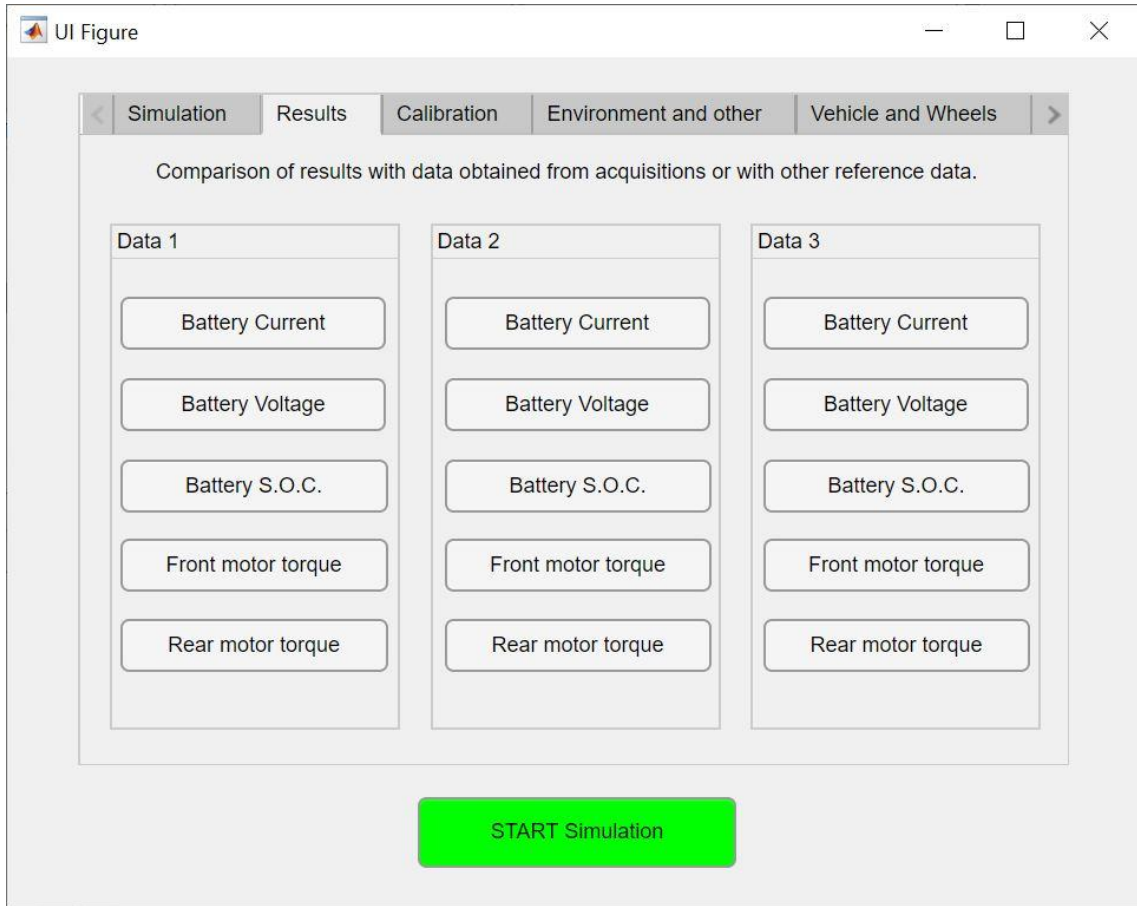 UI Figure
Simulation Results Calibration Environment and other Vehicle and Wheels
Comparison of results with data obtained from acquisitions or with other reference data.
Data 1
Battery Current
Battery Voltage
Battery S.O.C.
Front motor torque
Rear motor torque
Data 2
Battery Current
Battery Voltage
Battery S.O.C.
Front motor torque
Rear motor torque
Data 3
Battery Current
Battery Voltage
Battery S.O.C.
Front motor torque
Rear motor torque
START Simulation